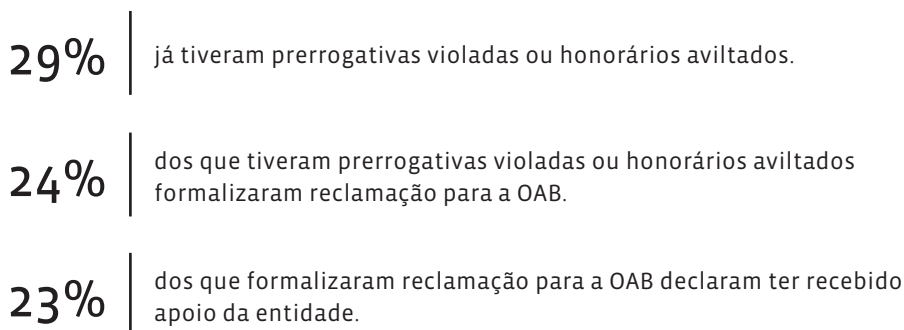 29%
já tiveram prerrogativas violadas ou honorários aviltados.
24%
dos que tiveram prerrogativas violadas ou honorários aviltados
formalizaram reclamação para a OAB.
23%
dos que formalizaram reclamação para a OAB declaram ter recebido
apoio da entidade.